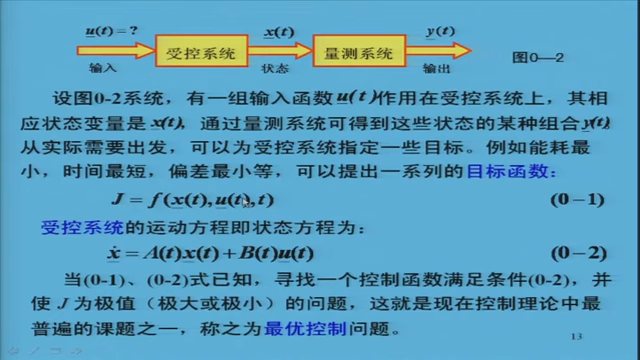 u(t)=? x(t) y(t)
受控系统 量测系统
输入 状态 输出 图0—2
设图0-2系统，有一组输入函数u(t)作用在受控系统上，其相
应状态变量是x(t)，通过量测系统可得到这些状态的某种组合y(t).
从实际需要出发，可以为受控系统指定一些目标。例如能耗最
小，时间最短，偏差最小等，可以提出一系列的目标函数：
J = f(x(t),u(t),t) (0–1)
受控系统的运动方程即状态方程为：
ẋ = A(t)x(t)+B(t)u(t) (0–2)
当(0-1)、(0-2)式已知，寻找一个控制函数满足条件(0-2)，并
使 J 为极值（极大或极小）的问题，这就是现在控制理论中最
普遍的课题之一，称之为最优控制问题。
13